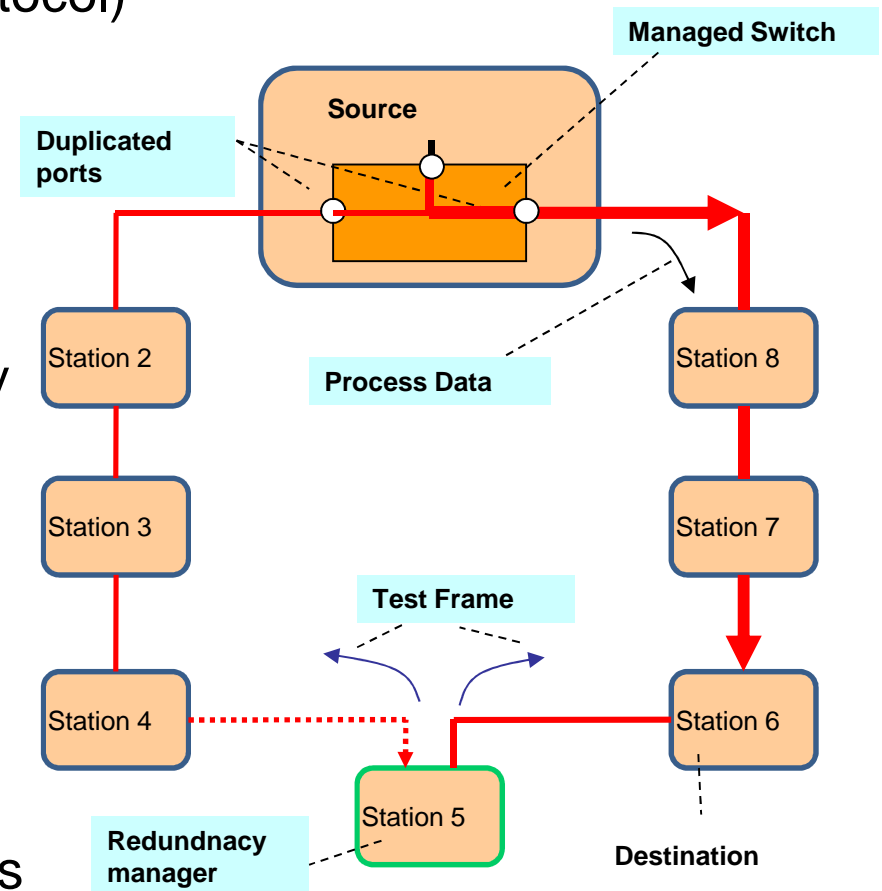 tocol)
Managed Switch
Source
Duplicated
ports
Station 2
Station 8
y
Process Data
Station 3
Station 7
Test Frame
Station 4
Station 6
Station 5
Redundnacy
manager
Destination
s